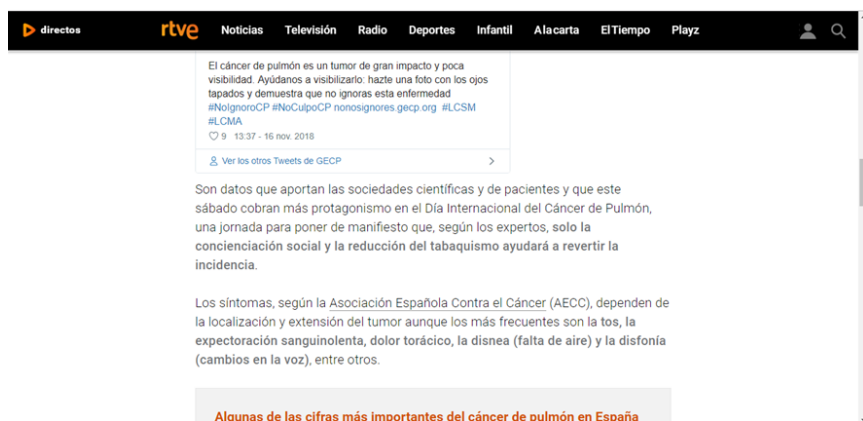 directos rtve Noticias Televisión Radio Deportes Infantil Alacarta ElTiempo Playz
El cáncer de pulmón es un tumor de gran impacto y poca
visibilidad. Ayúdanos a visibilizarlo: hazte una foto con los ojos
tapados y demuestra que no ignoras esta enfermedad
#NoIgnoroCP #NoCulpoCP nonosignores.gecp.org #LCSM
#LCMA
9 13:37 - 16 nov. 2018
Ver los otros Tweets de GECP
Son datos que aportan las sociedades científicas y de pacientes y que este
sábado cobran más protagonismo en el Día Internacional del Cáncer de Pulmón,
una jornada para poner de manifiesto que, según los expertos, solo la
concienciación social y la reducción del tabaquismo ayudará a revertir la
incidencia.
Los síntomas, según la Asociación Española Contra el Cáncer (AECC), dependen de
la localización y extensión del tumor aunque los más frecuentes son la tos, la
expectoración sanguinolenta, dolor torácico, la disnea (falta de aire) y la disfonía
(cambios en la voz), entre otros.
Algunas de las cifras más importantes del cáncer de pulmón en España